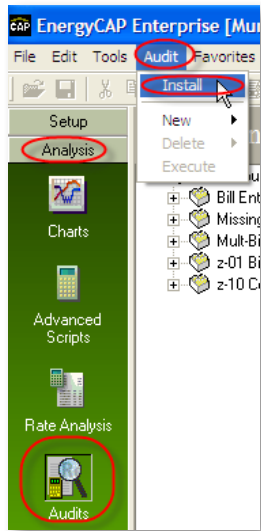 CAP EnergyCAP Enterprise [Mu
File Edit Tools Audit Favorites
Install
New
Delete
Execute
Setup
Analysis
Bill Ent
Missing
Mult-Bi
z-01 Bi
z-10 C
Charts
Advanced
Scripts
Rate Analysis
Audits